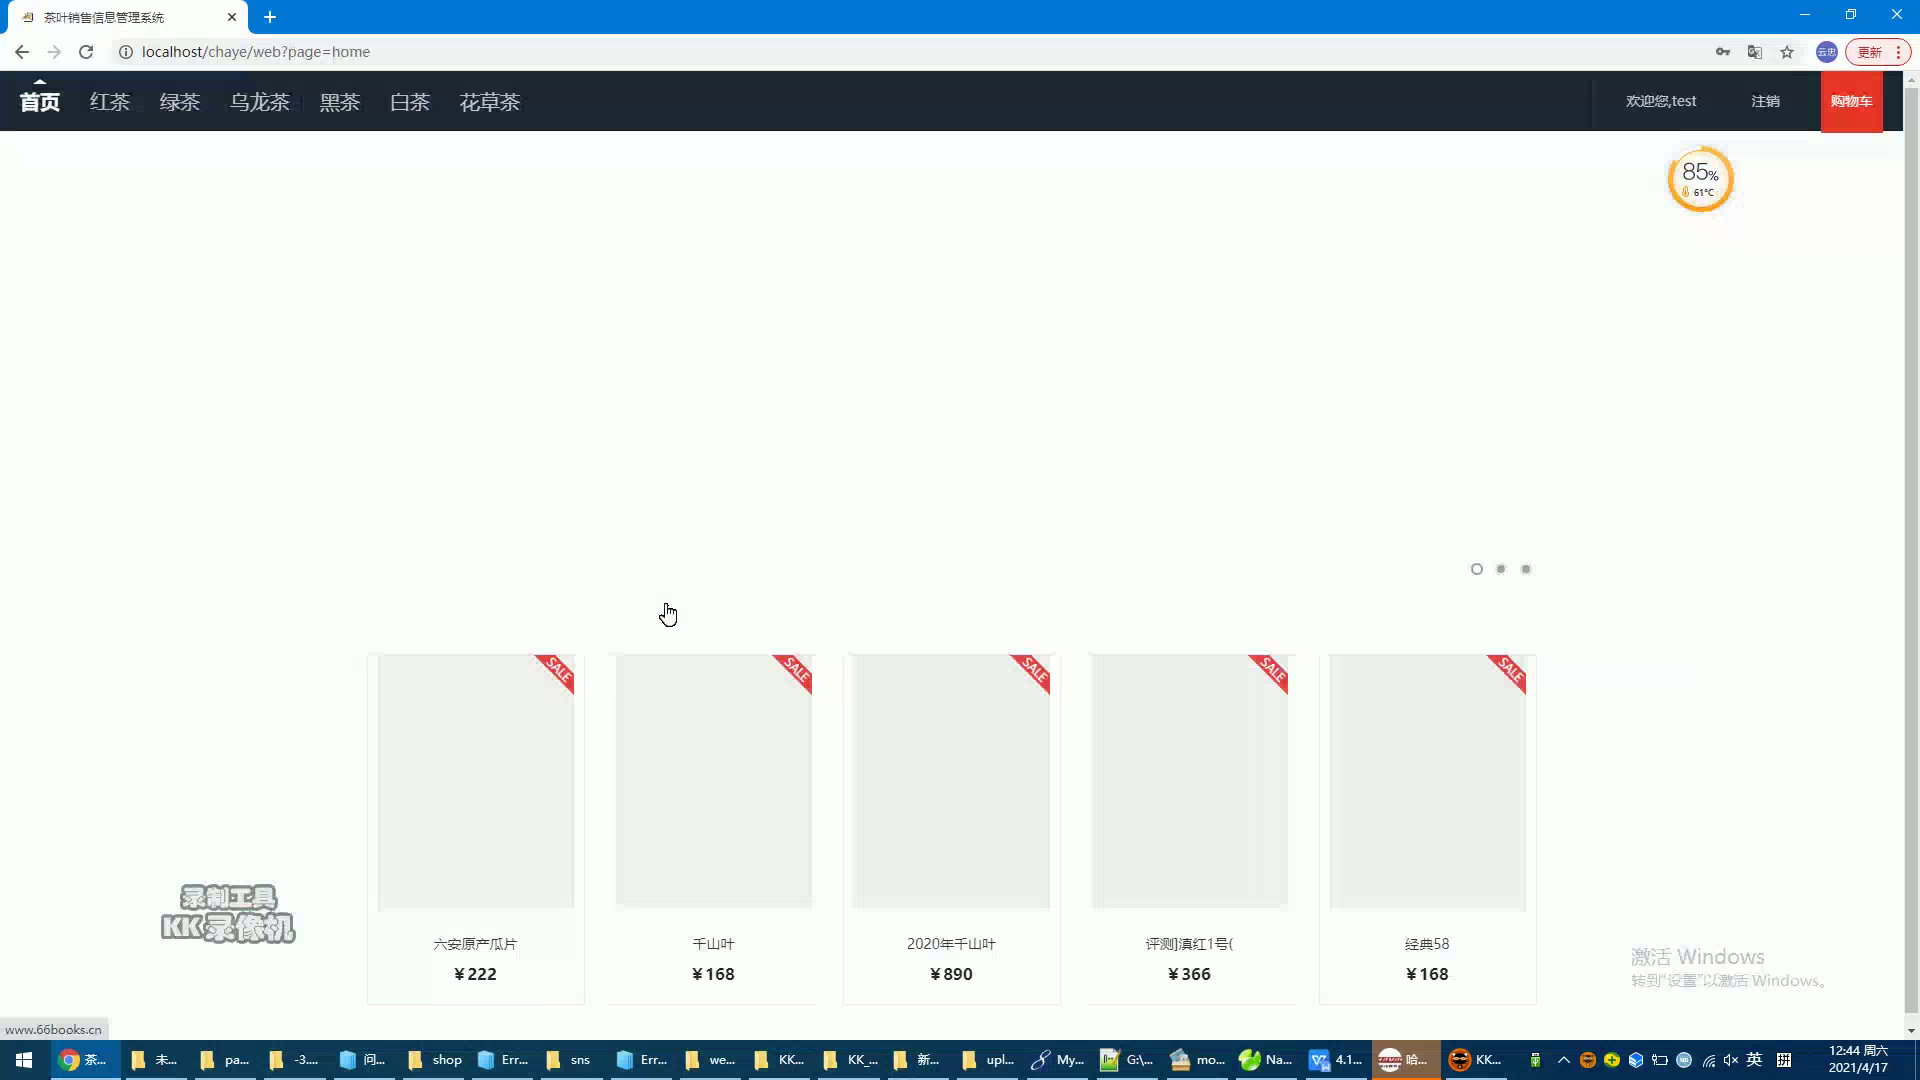 茶叶销售信息管理系统
localhost/chaye/web?page=home
云忠
更新
首页 红茶 绿茶 乌龙茶 黑茶 白茶 花草茶
欢迎您,test 注销 购物车
85%
61°C
SALE SALE SALE SALE SALE
六安原产瓜片 千山叶 2020年千山叶 评测]滇红1号( 经典58
¥222 ¥168 ¥890 ¥366 ¥168
录制工具
KK录像机
激活 Windows
转到"设置"以激活 Windows。
www.66books.cn
茶... 未... pa... -3.... 问... shop Err... sns Err... we... KK... KK_... 新... upl... My... G:\... mo... Na... 4.1... 哈... KK... 英 拼
12:44 周六
2021/4/17